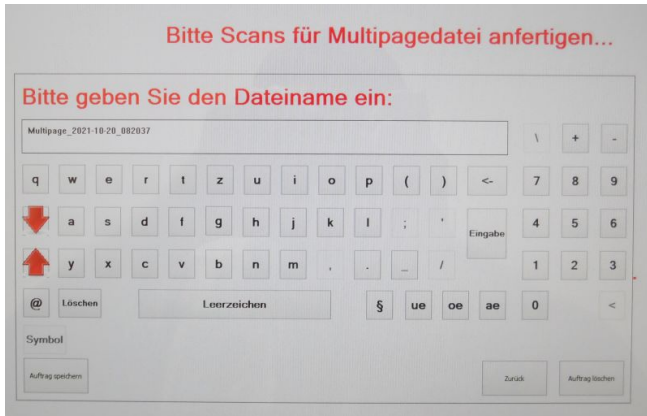 Bitte Scans für Multipagedatei anfertigen...
Bitte geben Sie den Dateiname ein:
Multipage_2021-10-20_082037
\ + -
q w e r t z u i o p ( ) <- 7 8 9
a s d f g h j k l ; ' Eingabe 4 5 6
y x c v b n m , . _ / 1 2 3
@ Löschen Leerzeichen § ue oe ae 0 <
Symbol
Auftrag speichern Zurück Auftrag löschen